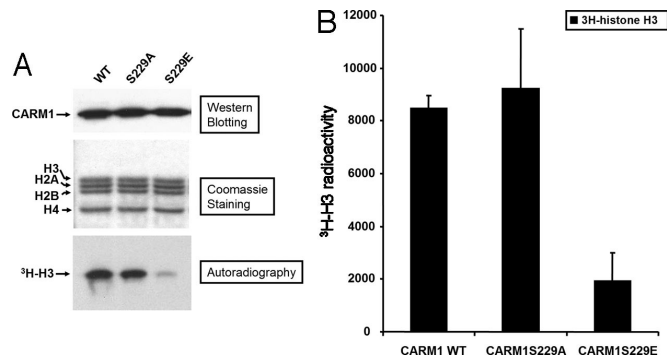 A
WT
S229A
S229E
CARM1
Western
Blotting
H3
H2A
H2B
H4
Coomassie
Staining
³H-H3
Autoradiography
B
3H-histone H3
³H-H3 radioactivity
12000
10000
8000
6000
4000
2000
0
CARM1 WT
CARM1S229A
CARM1S229E